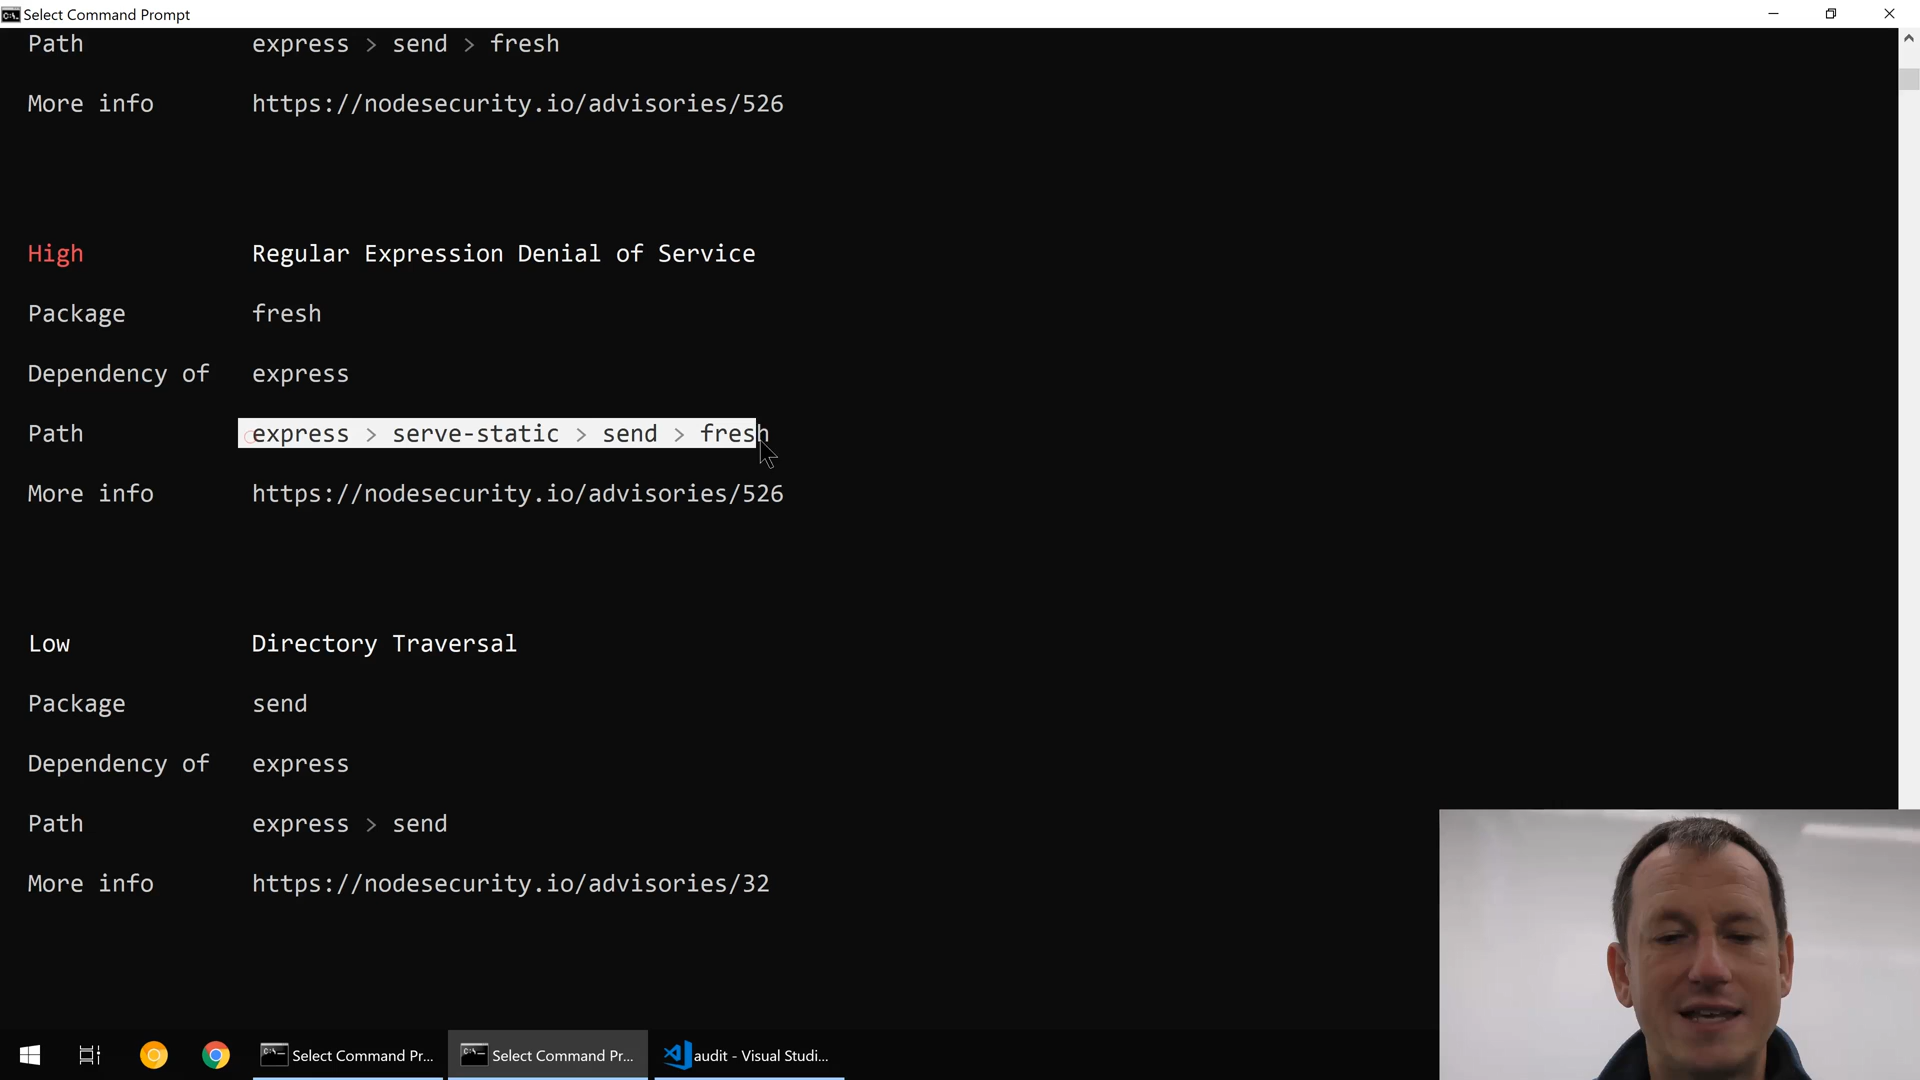 Select Command Prompt
Path express > send > fresh
More info https://nodesecurity.io/advisories/526
High Regular Expression Denial of Service
Package fresh
Dependency of express
Path express > serve-static > send > fresh
More info https://nodesecurity.io/advisories/526
Low Directory Traversal
Package send
Dependency of express
Path express > send
More info https://nodesecurity.io/advisories/32
Select Command Pr... Select Command Pr... audit - Visual Studi...